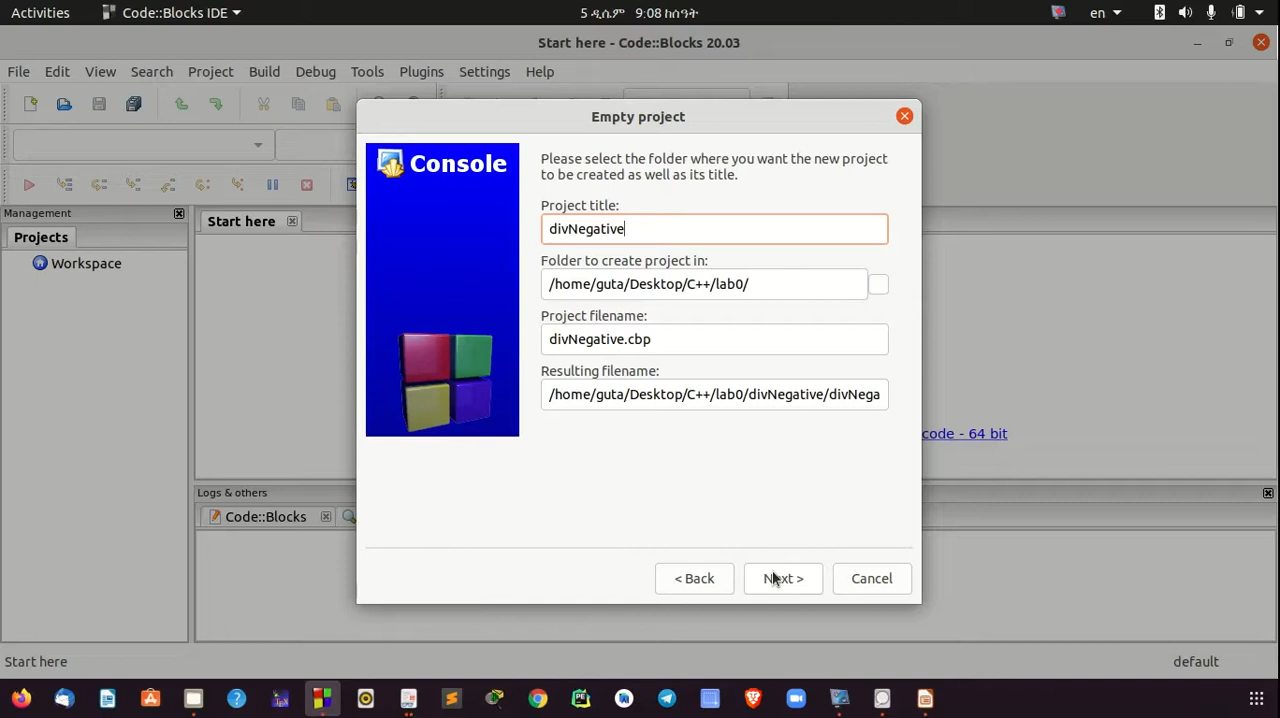 Activities
Code::Blocks IDE
5 ዲሴም 9:08 ከሰዓት
en
Start here - Code::Blocks 20.03
File Edit View Search Project Build Debug Tools Plugins Settings Help
Empty project
Management
Projects
Workspace
Start here
Console
Please select the folder where you want the new project
to be created as well as its title.
Project title:
divNegative
Folder to create project in:
/home/guta/Desktop/C++/lab0/
Project filename:
divNegative.cbp
Resulting filename:
/home/guta/Desktop/C++/lab0/divNegative/divNega
code - 64 bit
Logs & others
Code::Blocks
< Back
Next >
Cancel
Start here
default